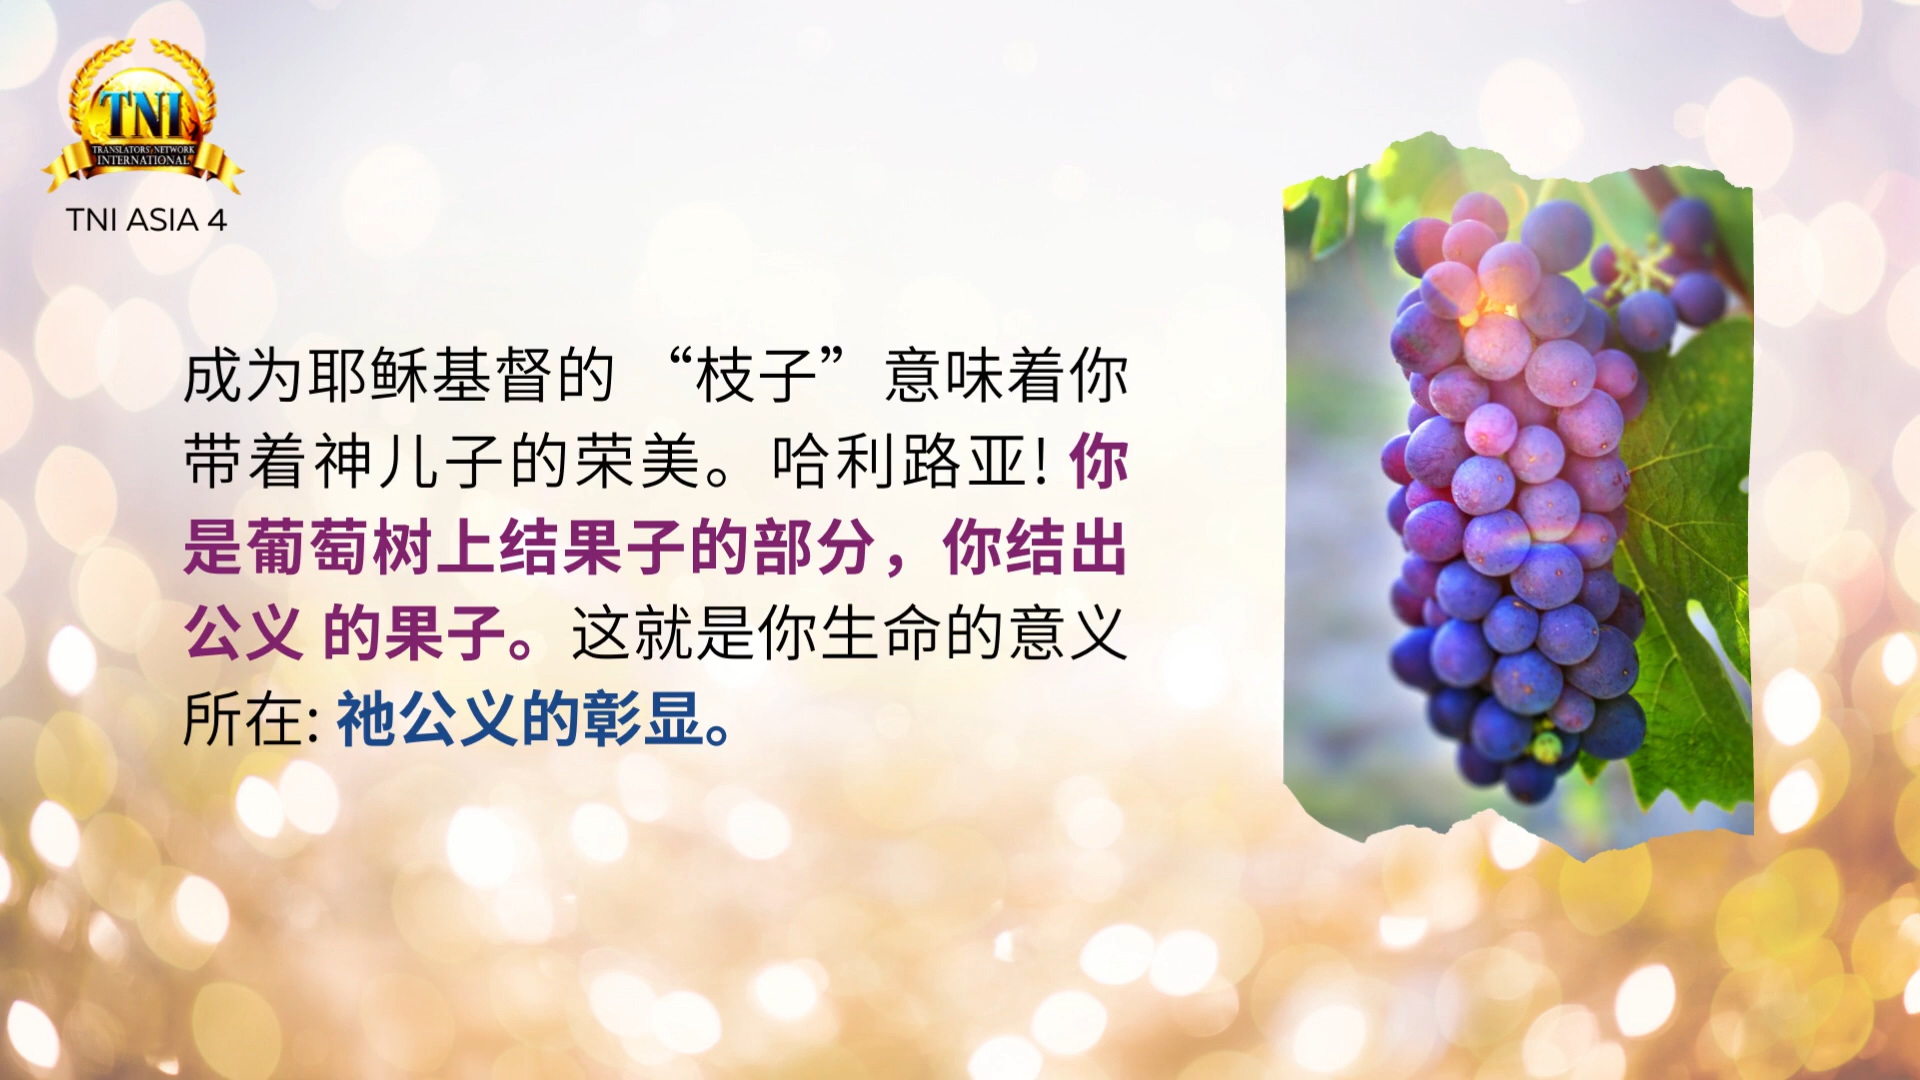 TNI
TRANSLATORS' NETWORK
INTERNATIONAL
TNI ASIA 4
成为耶稣基督的 “枝子” 意味着你
带着神儿子的荣美。哈利路亚! 你
是葡萄树上结果子的部分，你结出
公义 的果子。这就是你生命的意义
所在: 祂公义的彰显。